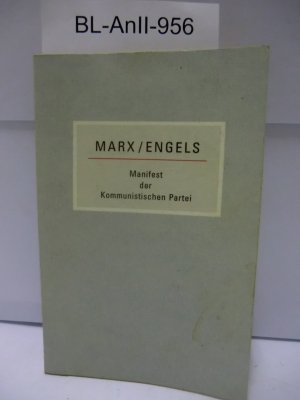 BL-AnII-956
MARX/ENGELS
Manifest
der
Kommunistischen Partei